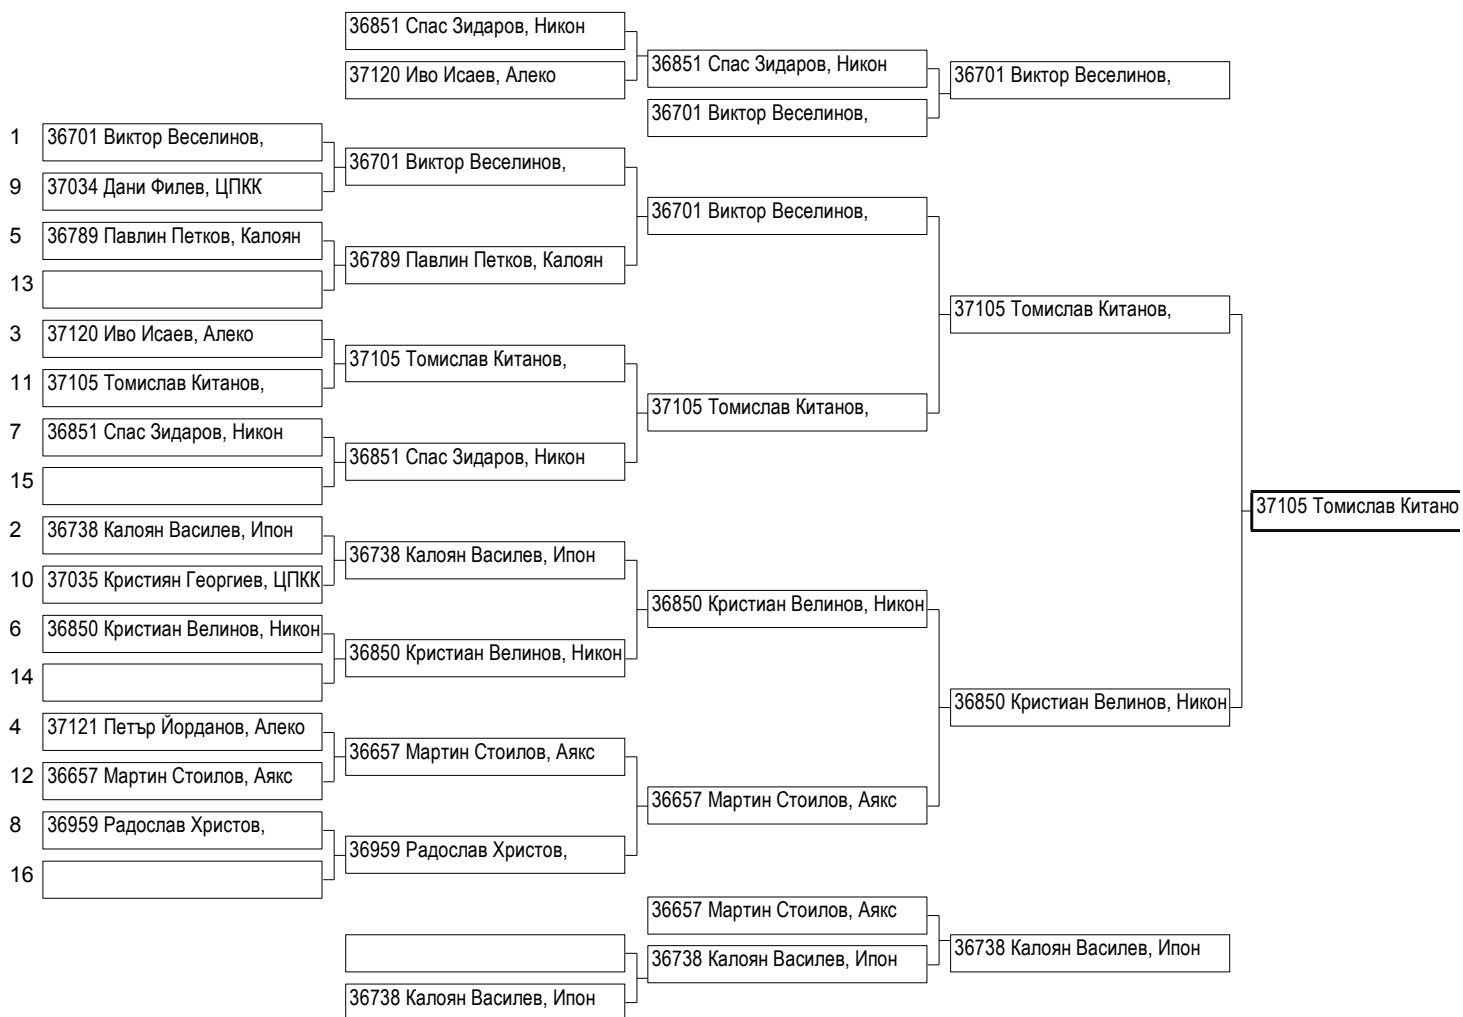 36851 Спас Зидаров, Никон
37120 Иво Исаев, Алеко
36851 Спас Зидаров, Никон
36701 Виктор Веселинов,
36701 Виктор Веселинов,
1 36701 Виктор Веселинов,
9 37034 Дани Филев, ЦПКК
5 36789 Павлин Петков, Калоян
13
3 37120 Иво Исаев, Алеко
11 37105 Томислав Китанов,
7 36851 Спас Зидаров, Никон
15
2 36738 Калоян Василев, Ипон
10 37035 Кристиян Георгиев, ЦПКК
6 36850 Кристиан Велинов, Никон
14
4 37121 Петър Йорданов, Алеко
12 36657 Мартин Стоилов, Аякс
8 36959 Радослав Христов,
16
36701 Виктор Веселинов,
36789 Павлин Петков, Калоян
37105 Томислав Китанов,
36851 Спас Зидаров, Никон
36738 Калоян Василев, Ипон
36850 Кристиан Велинов, Никон
36657 Мартин Стоилов, Аякс
36959 Радослав Христов,
36701 Виктор Веселинов,
37105 Томислав Китанов,
36850 Кристиан Велинов, Никон
36657 Мартин Стоилов, Аякс
37105 Томислав Китанов,
36850 Кристиан Велинов, Никон
37105 Томислав Китано
36738 Калоян Василев, Ипон
36657 Мартин Стоилов, Аякс
36738 Калоян Василев, Ипон
36738 Калоян Василев, Ипон